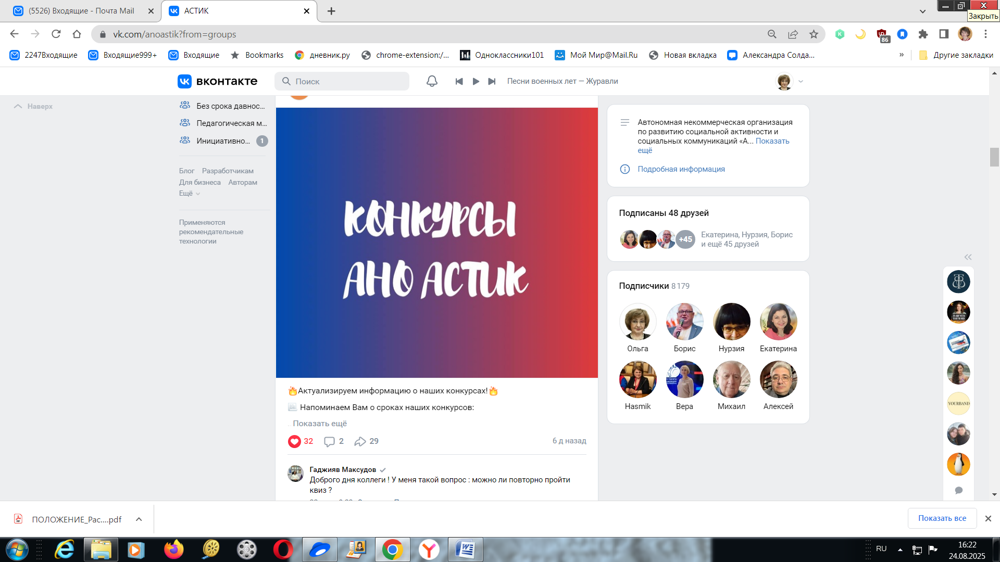 (5526) Входящие - Почта Mail
АСТИК
Закрыть
vk.com/anoastik?from=groups
86
2247Входящие
Входящие999+
Входящие
Bookmarks
дневник.ру
chrome-extension:/...
Одноклассники101
Мой Мир@Mail.Ru
Новая вкладка
Александра Солда...
»
Другие закладки
вконтакте
Поиск
Песни военных лет — Журавли
Наверх
Без срока давнос...
Педагогическая м...
Инициативно...
1
Блог Разработчикам
Для бизнеса Авторам
Ещё
Применяются
рекомендательные
технологии
КОНКУРСЫ
АНО АСТИК
🔥Актуализируем информацию о наших конкурсах!🔥
Напоминаем Вам о сроках наших конкурсов:
Показать ещё
32
2
29
6 д назад
Гаджияв Максудов
Доброго дня коллеги ! У меня такой вопрос : можно ли повторно пройти
квиз ?
Автономная некоммерческая организация
по развитию социальной активности и
социальных коммуникаций «А... Показать
ещё
Подробная информация
Подписаны 48 друзей
+45
Екатерина, Нурзия, Борис
и ещё 45 друзей
Подписчики 8 179
Ольга
Борис
Нурзия
Екатерина
Hasmik
Вера
Михаил
Алексей
YOURBAND
ПОЛОЖЕНИЕ_Рас....pdf
Показать все
RU
16:22
24.08.2025